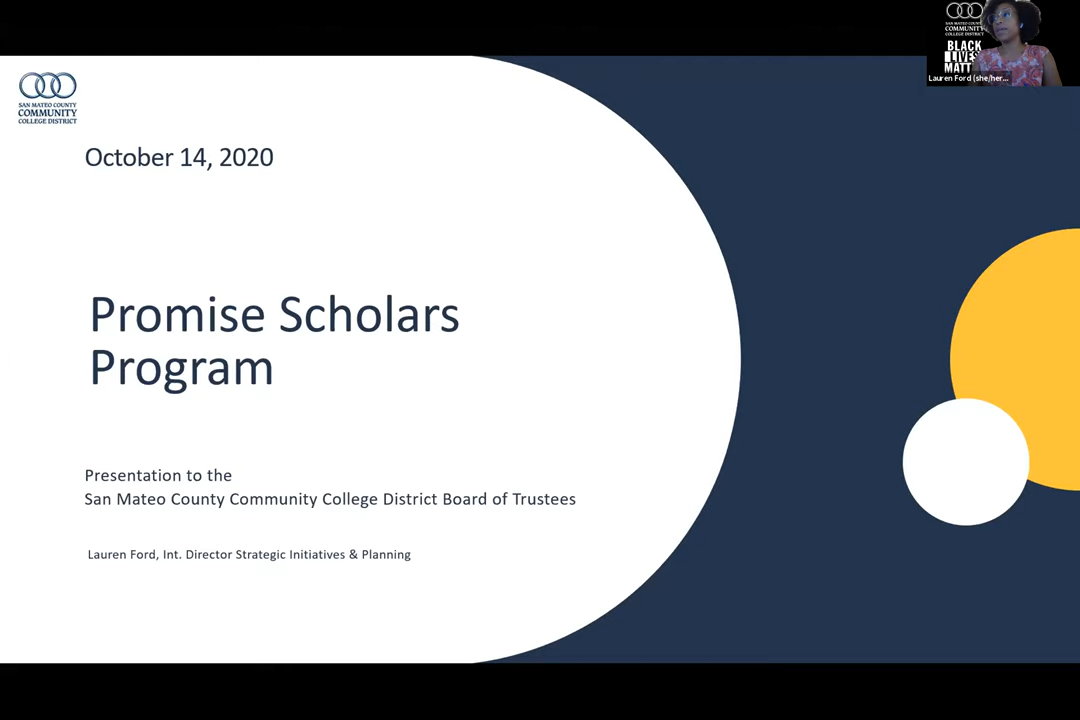 SAN MATEO COUNTY
COMMUNITY
COLLEGE DISTRICT
BLACK
LIVES
MATT
Lauren Ford (she/her...
SAN MATEO COUNTY
COMMUNITY
COLLEGE DISTRICT
October 14, 2020
Promise Scholars
Program
Presentation to the
San Mateo County Community College District Board of Trustees
Lauren Ford, Int. Director Strategic Initiatives & Planning